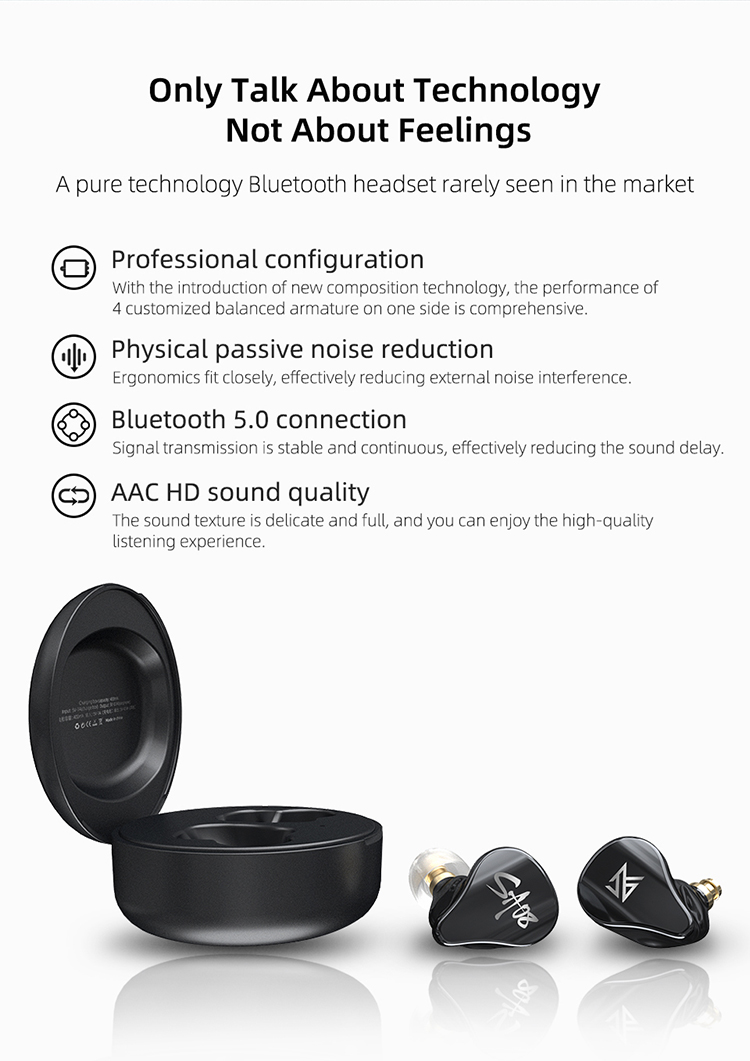 Only Talk About Technology
Not About Feelings
A pure technology Bluetooth headset rarely seen in the market
Professional configuration
With the introduction of new composition technology, the performance of
4 customized balanced armature on one side is comprehensive.
Physical passive noise reduction
Ergonomics fit closely, effectively reducing external noise interference.
Bluetooth 5.0 connection
Signal transmission is stable and continuous, effectively reducing the sound delay.
AAC HD sound quality
The sound texture is delicate and full, and you can enjoy the high-quality
listening experience.
Made in china
SA08